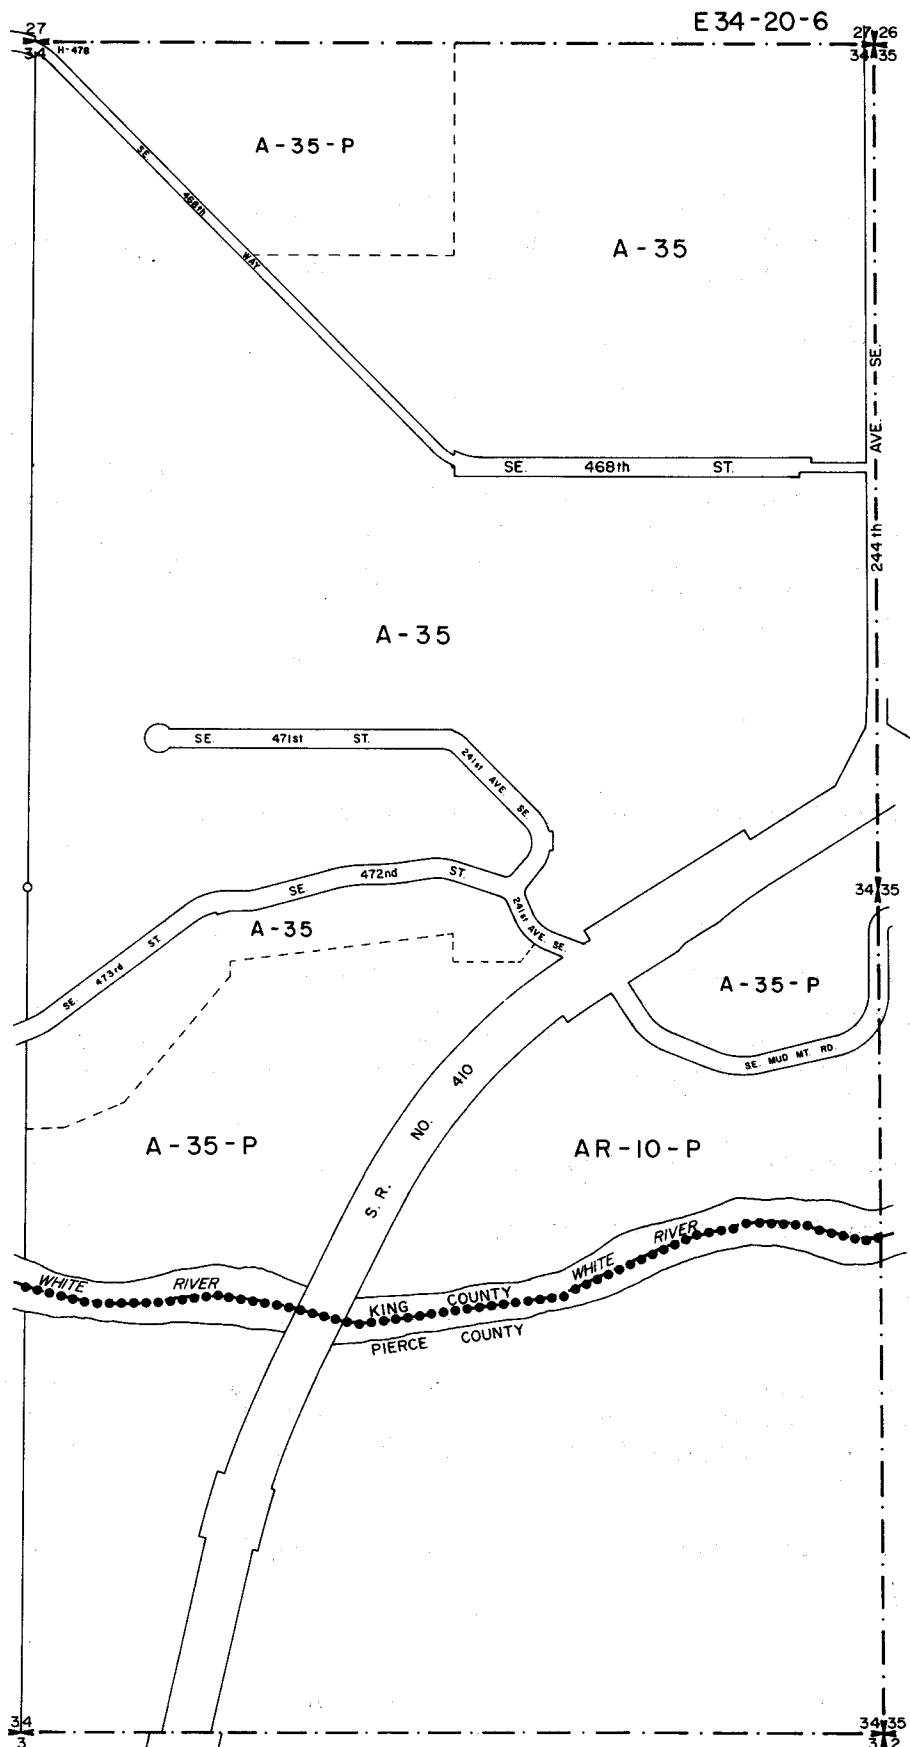 E34-20-6
27
34
H-478
27 26
34 35
A-35-P
SE. 468th WAY
A-35
244th AVE. SE.
SE. 468th ST.
A-35
SE. 471st ST.
241st AVE. SE.
SE. 472nd ST.
34 35
241st AVE. SE.
A-35
SE. 473rd ST.
A-35-P
SE. MUD MT. RD.
S. R. NO. 410
A-35-P
AR-10-P
WHITE RIVER
WHITE RIVER
KING COUNTY
PIERCE COUNTY
34
3
34 35
3 2